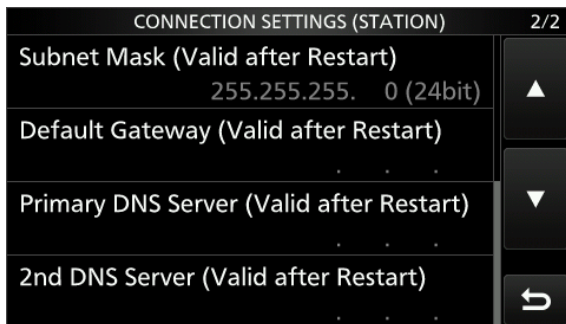 CONNECTION SETTINGS (STATION) 2/2
Subnet Mask (Valid after Restart)
255.255.255. 0 (24bit)
Default Gateway (Valid after Restart)
. . .
Primary DNS Server (Valid after Restart)
. . .
2nd DNS Server (Valid after Restart)
. . .